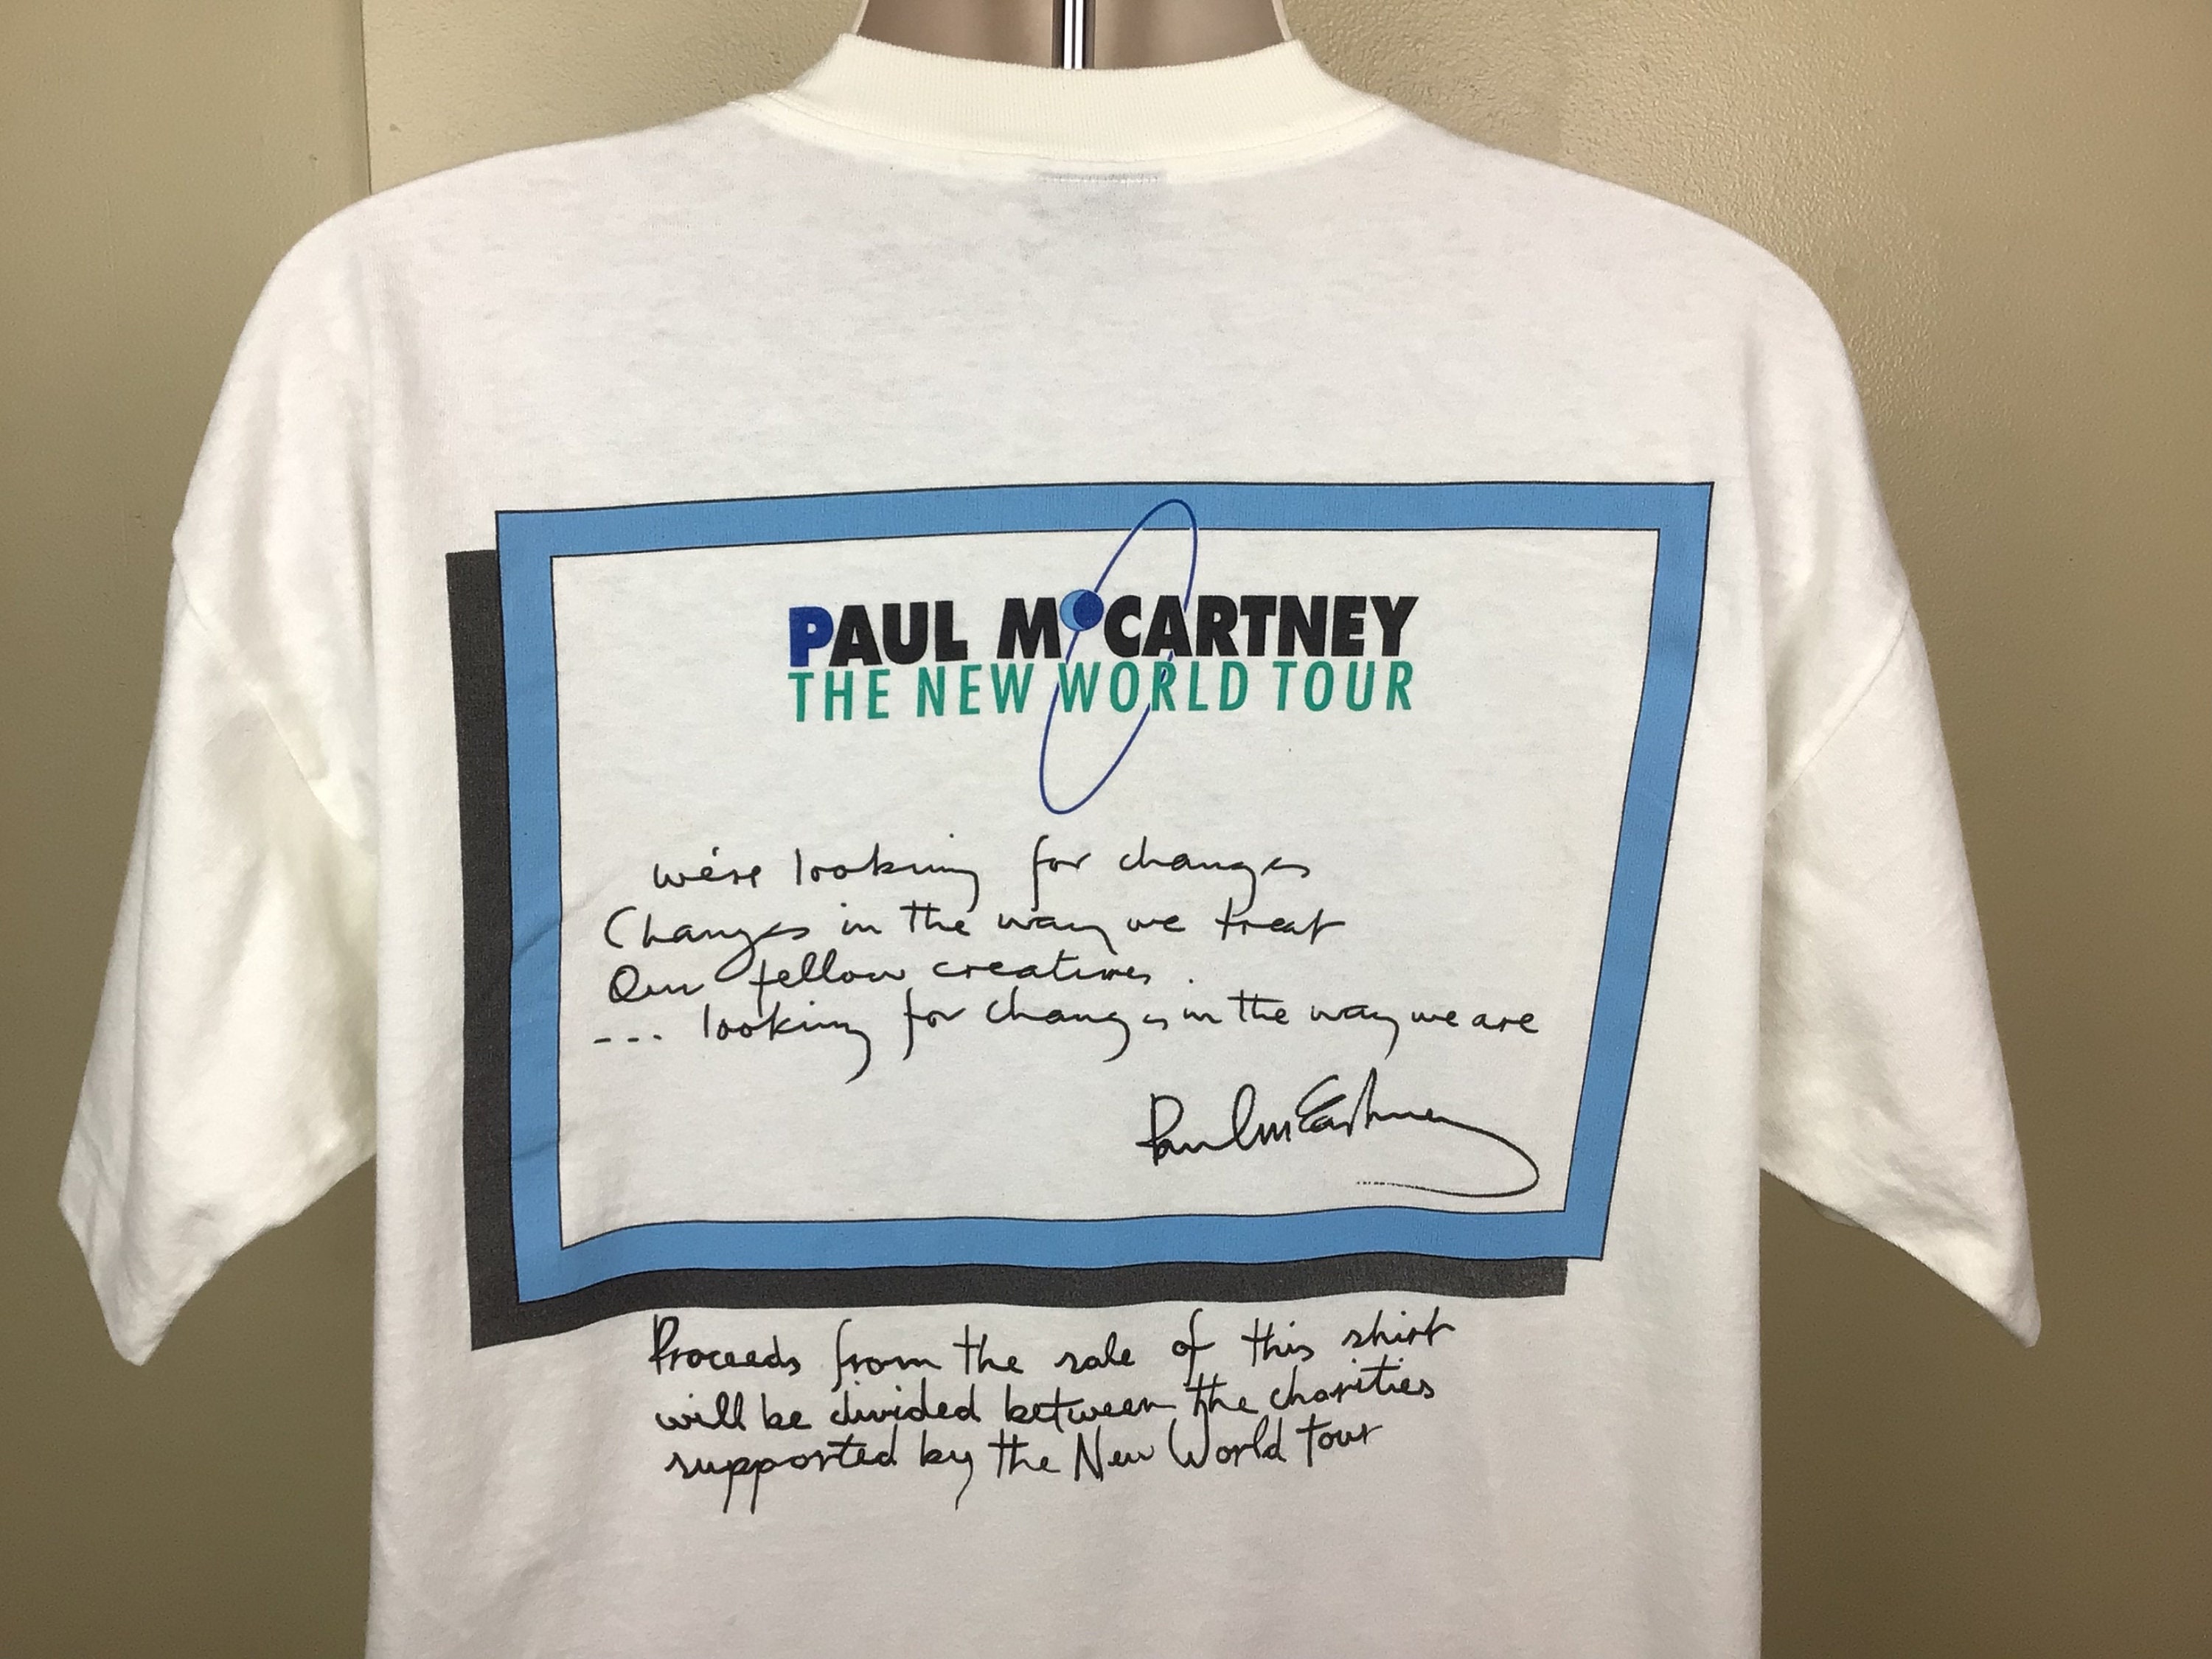 PAUL McCARTNEY
THE NEW WORLD TOUR
we're looking for changes
Changes in the way we treat
Our fellow creatures.
--- looking for changes in the way we are
Paul McCartney
Proceeds from the sale of this shirt
will be divided between the charities
supported by the New World tour